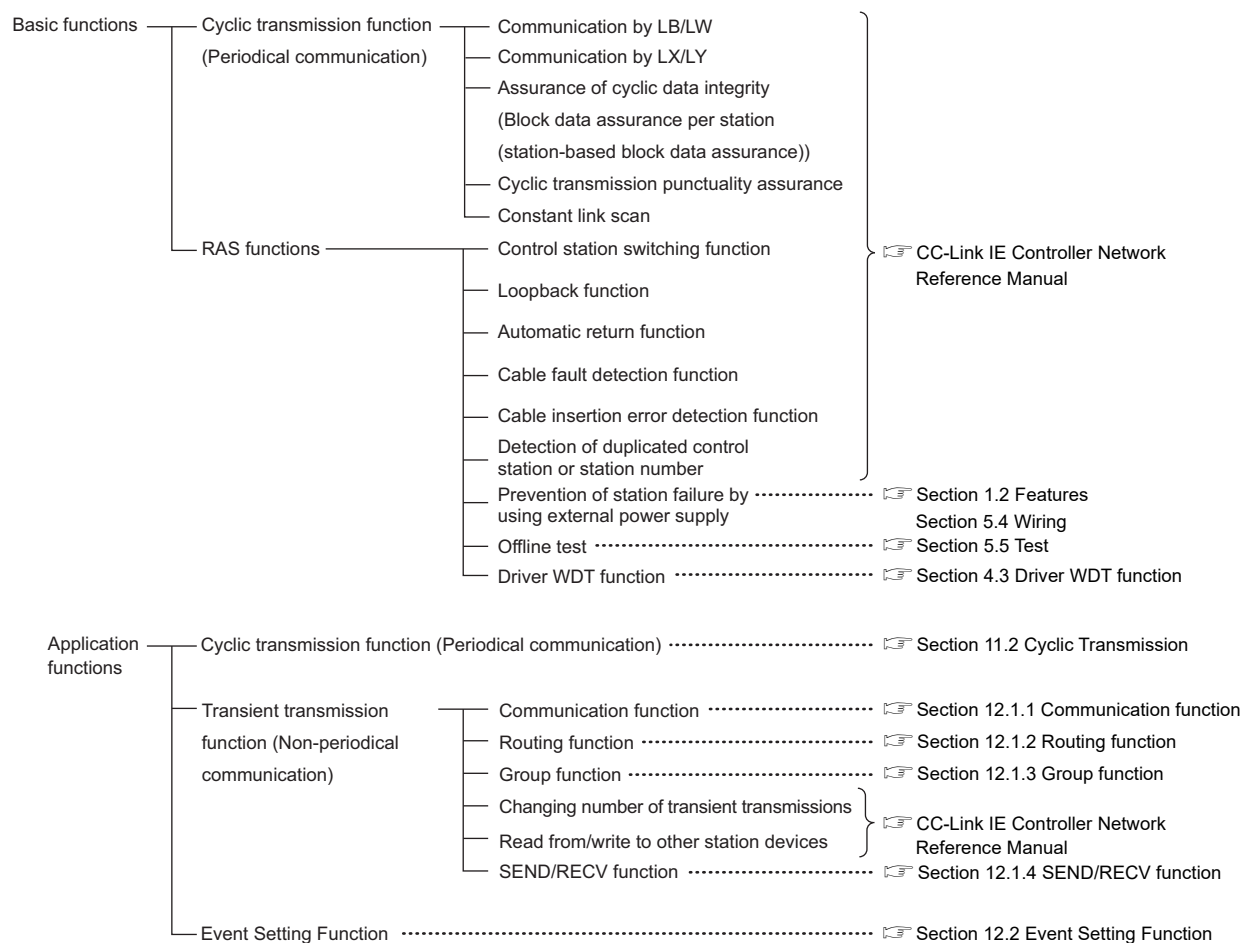 Basic functions
Cyclic transmission function
(Periodical communication)
Communication by LB/LW
Communication by LX/LY
Assurance of cyclic data integrity
(Block data assurance per station
(station-based block data assurance))
Cyclic transmission punctuality assurance
Constant link scan
RAS functions
Control station switching function
CC-Link IE Controller Network
Reference Manual
Loopback function
Automatic return function
Cable fault detection function
Cable insertion error detection function
Detection of duplicated control
station or station number
Prevention of station failure by
using external power supply
Section 1.2 Features
Section 5.4 Wiring
Offline test
Section 5.5 Test
Driver WDT function
Section 4.3 Driver WDT function
Application
functions
Cyclic transmission function (Periodical communication)
Section 11.2 Cyclic Transmission
Transient transmission
function (Non-periodical
communication)
Communication function
Section 12.1.1 Communication function
Routing function
Section 12.1.2 Routing function
Group function
Section 12.1.3 Group function
Changing number of transient transmissions
Read from/write to other station devices
CC-Link IE Controller Network
Reference Manual
SEND/RECV function
Section 12.1.4 SEND/RECV function
Event Setting Function
Section 12.2 Event Setting Function